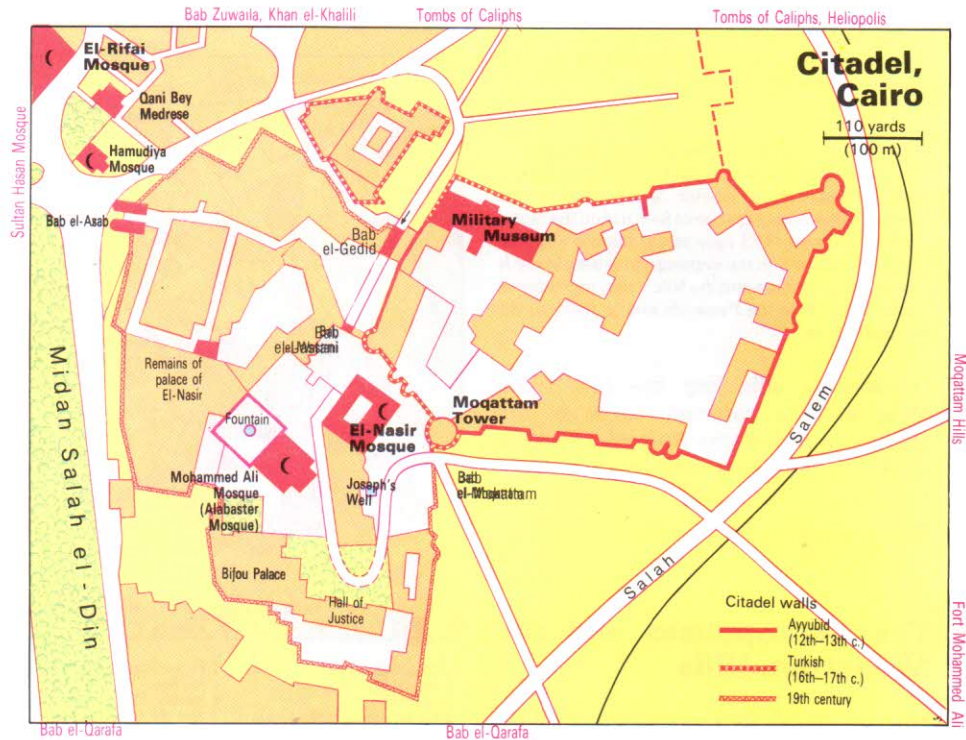 Bab Zuwaila, Khan el-Khalili
Tombs of Caliphs
Tombs of Caliphs, Heliopolis
Citadel,
Cairo
110 yards
(100 m)
El-Rifai
Mosque
Qani Bey
Medrese
Hamudiya
Mosque
Sultan Hasan Mosque
Bab el-Asab
Bab
el-Gedid
Military
Museum
Bab
Remains of
palace of
El-Nasir
Fountain
El-Nasir
Mosque
Moqattam
Tower
Mohammed Ali
Mosque
(Alabaster
Mosque)
Joseph's
Well
Bab
Moqattam Hills
Salah Salem
Midan Salah el-Din
Bijou Palace
Hall of
Justice
Citadel walls
Ayyubid
(12th–13th c.)
Turkish
(16th–17th c.)
19th century
Fort Mohammed Ali
Bab el-Qarafa
Bab el-Qarafa